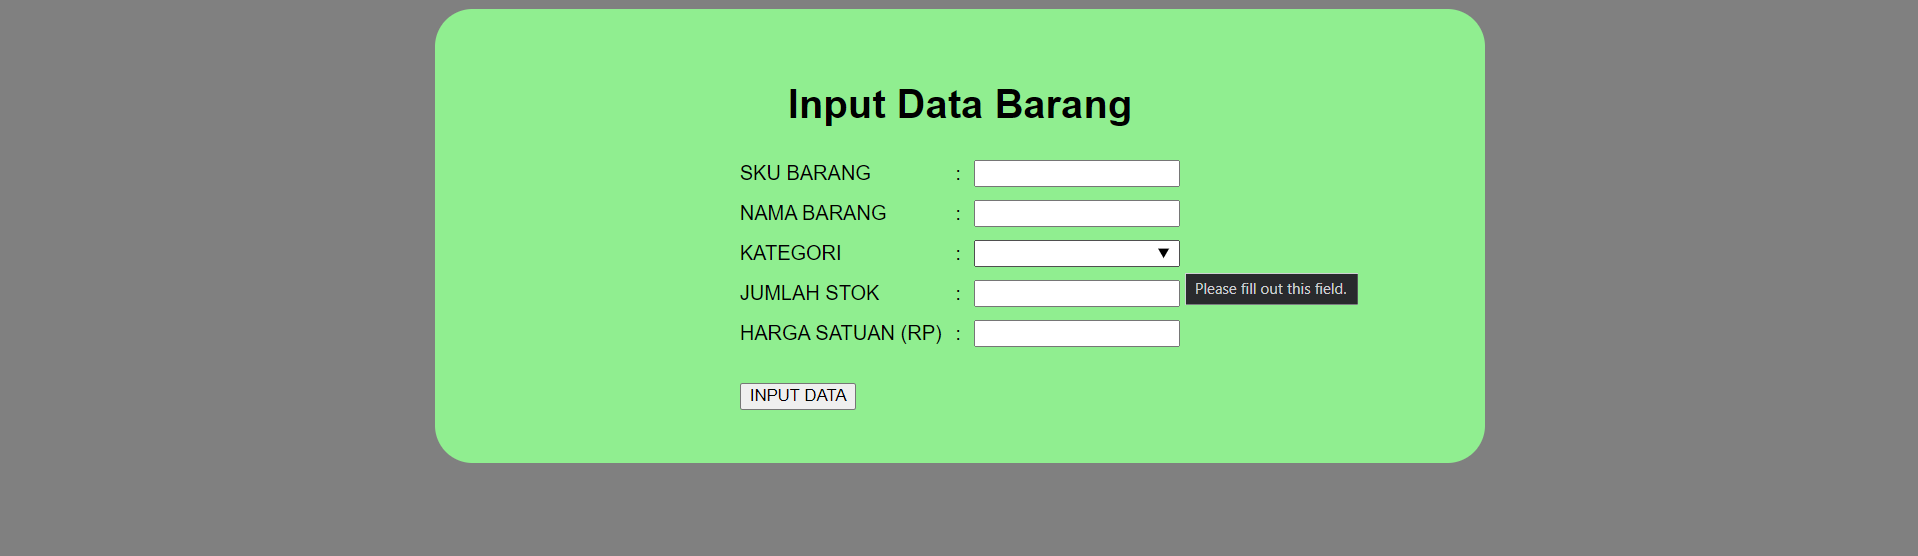 Input Data Barang
SKU BARANG :
NAMA BARANG :
KATEGORI :
JUMLAH STOK :
Please fill out this field.
HARGA SATUAN (RP) :
INPUT DATA